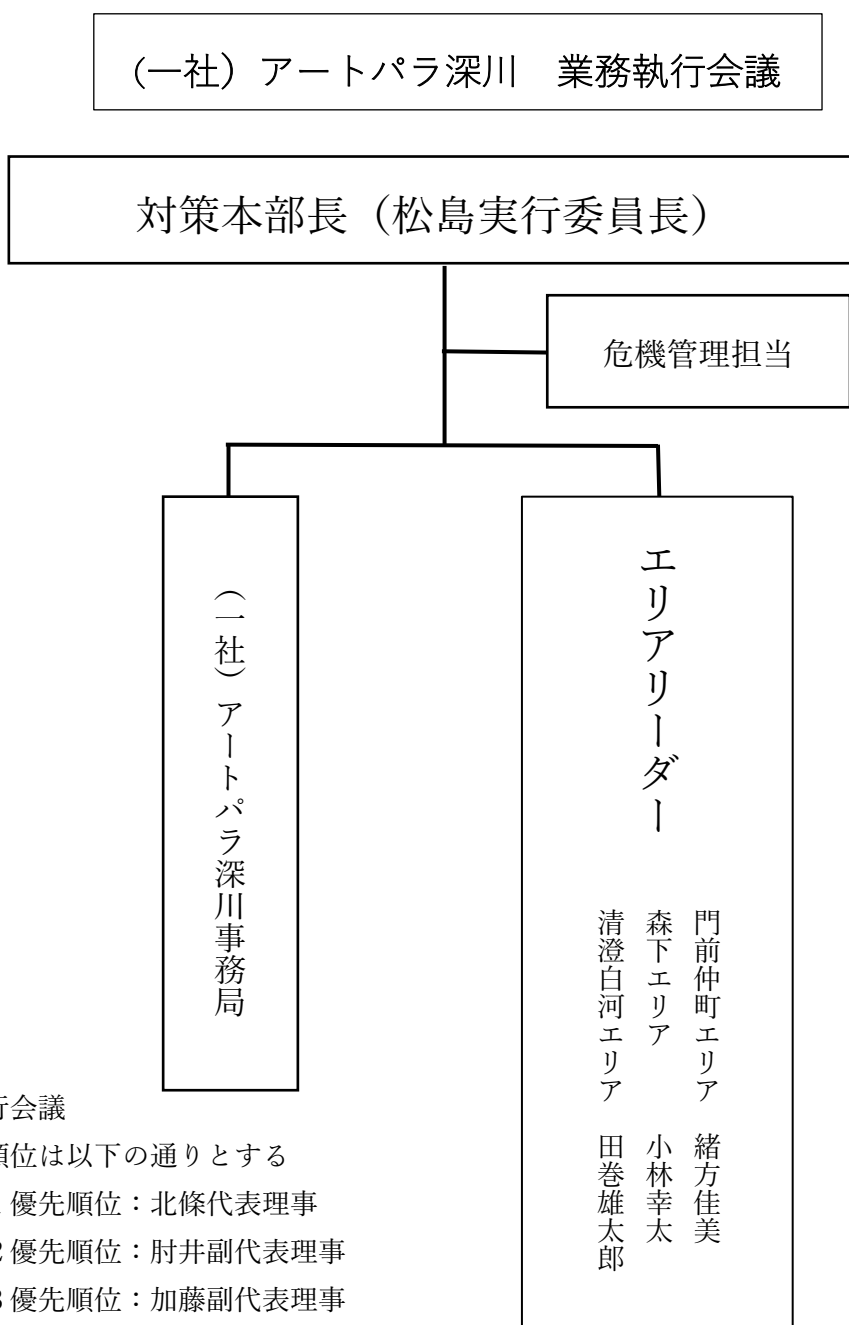 (一社）アートパラ深川　業務執行会議
対策本部長（松島実行委員長）
危機管理担当
（一社）アートパラ深川事務局
エリアリーダー
門前仲町エリア　緒方佳美
森下エリア　小林幸太
清澄白河エリア　田巻雄太郎
行会議
順位は以下の通りとする
優先順位：北條代表理事
2優先順位：肘井副代表理事
3優先順位：加藤副代表理事